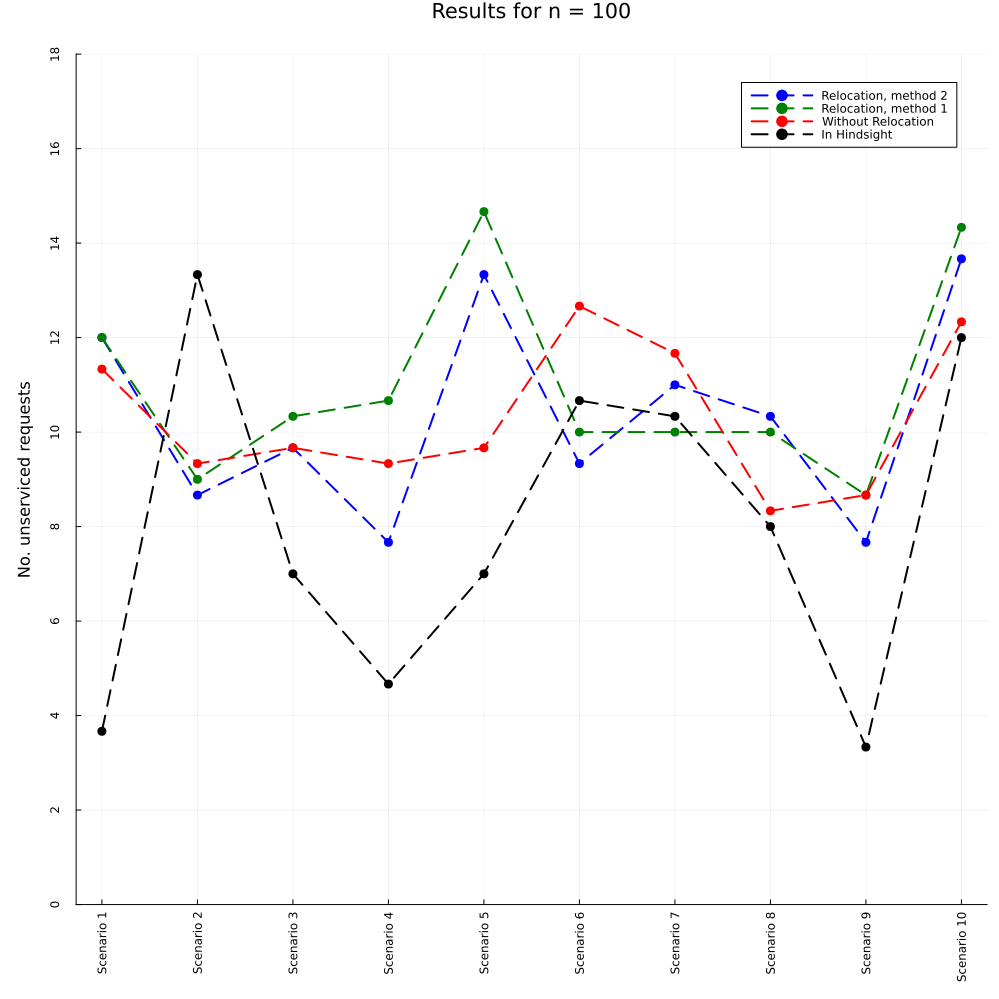 Results for n = 100
Relocation, method 2
Relocation, method 1
Without Relocation
In Hindsight
No. unserviced requests
18
16
14
12
10
8
6
4
2
0
Scenario 1
Scenario 2
Scenario 3
Scenario 4
Scenario 5
Scenario 6
Scenario 7
Scenario 8
Scenario 9
Scenario 10